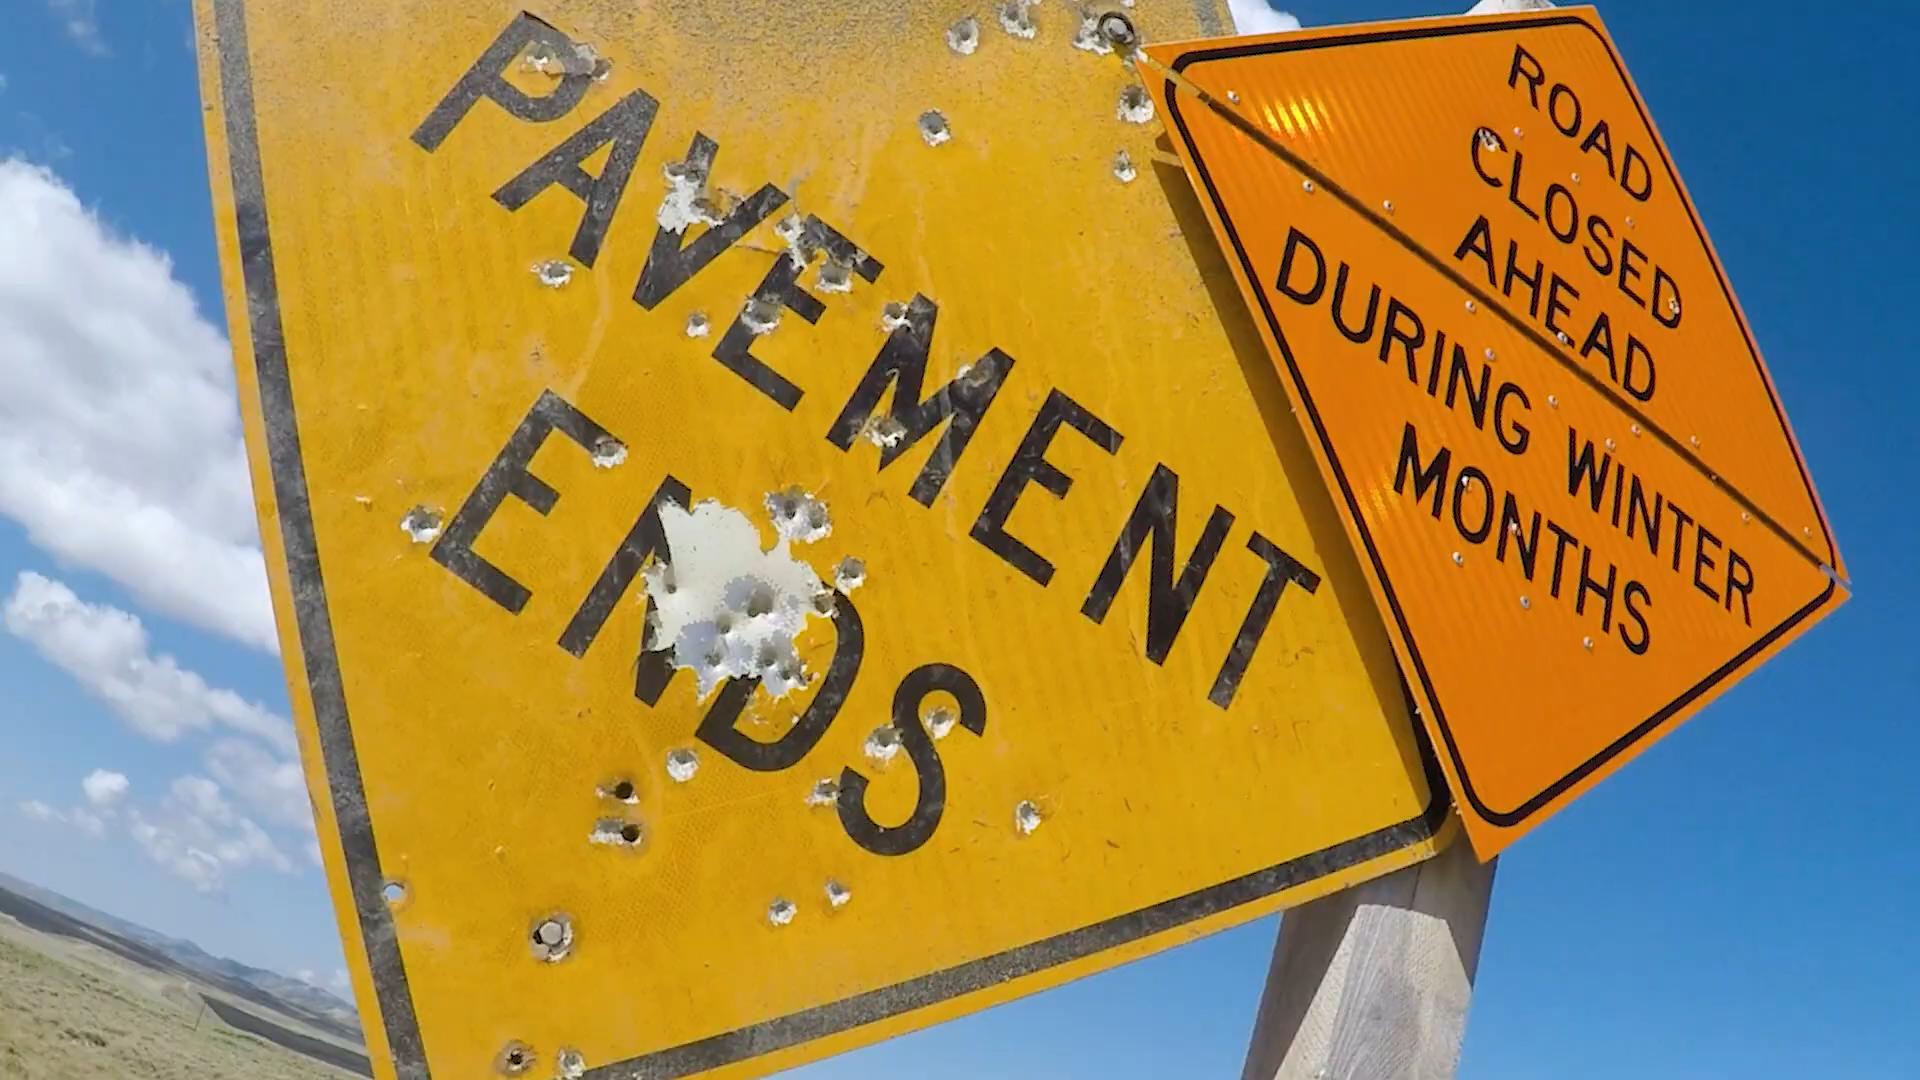 PAVEMENT
ENDS
ROAD
CLOSED
AHEAD
DURING WINTER
MONTHS